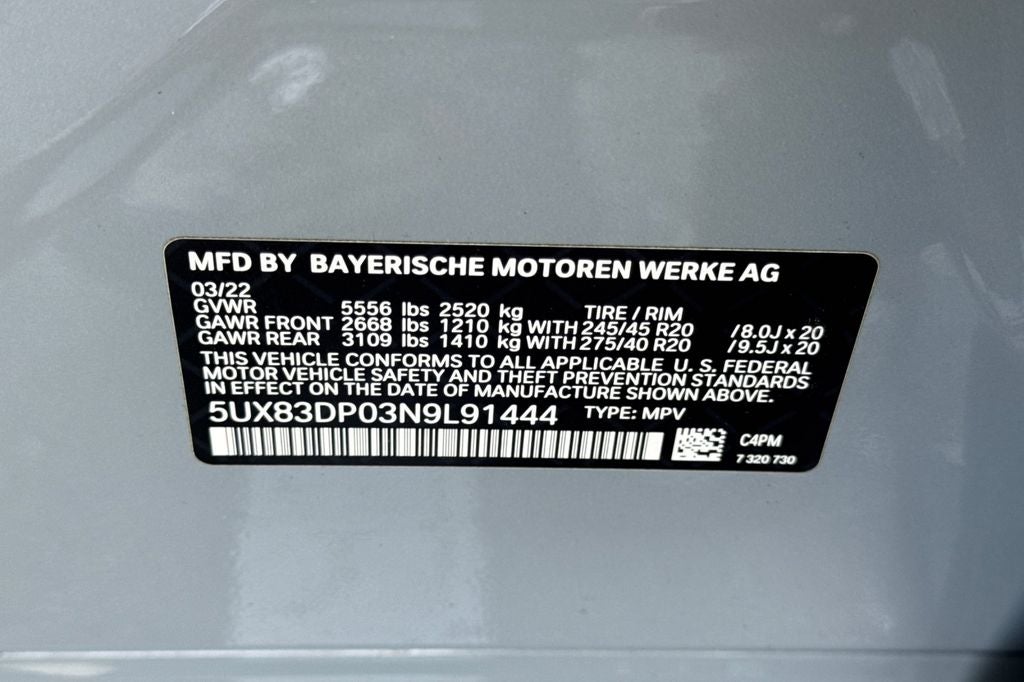 MFD BY BAYERISCHE MOTOREN WERKE AG
03/22
GVWR 5556 lbs 2520 kg TIRE / RIM
GAWR FRONT 2668 lbs 1210 kg WITH 245/45 R20 /8.0J x 20
GAWR REAR 3109 lbs 1410 kg WITH 275/40 R20 /9.5J x 20
THIS VEHICLE CONFORMS TO ALL APPLICABLE U. S. FEDERAL
MOTOR VEHICLE SAFETY AND THEFT PREVENTION STANDARDS
IN EFFECT ON THE DATE OF MANUFACTURE SHOWN ABOVE.
5UX83DP03N9L91444 TYPE: MPV
C4PM
7 320 730